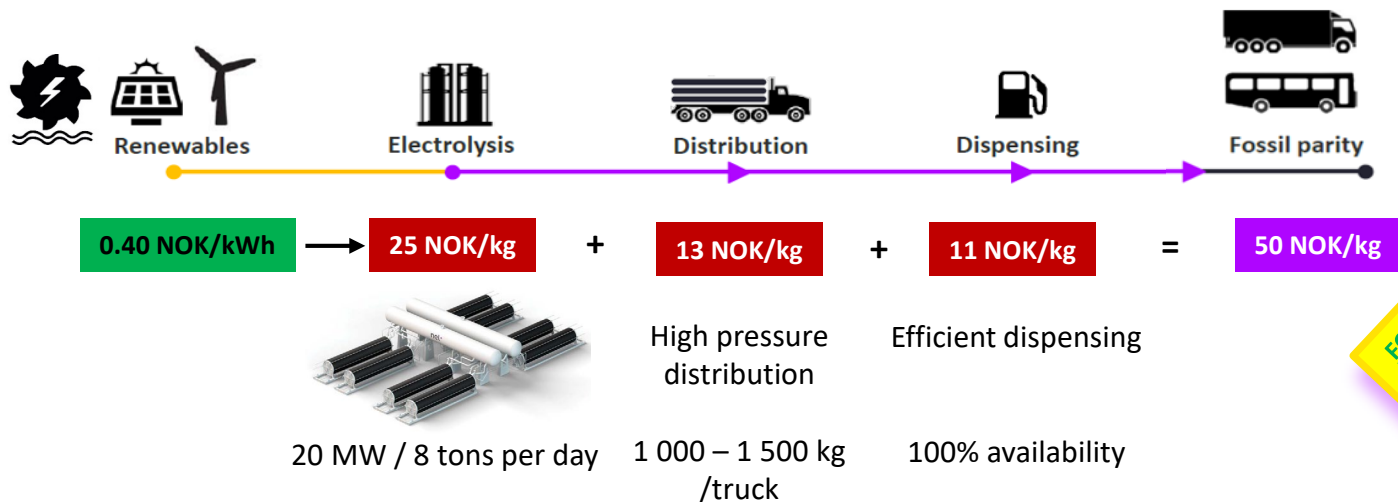 Renewables
Electrolysis
Distribution
Dispensing
Fossil parity
0.40 NOK/kWh
25 NOK/kg
+
13 NOK/kg
+
11 NOK/kg
=
50 NOK/kg
High pressure
distribution
Efficient dispensing
20 MW / 8 tons per day
1 000 – 1 500 kg
/truck
100% availability